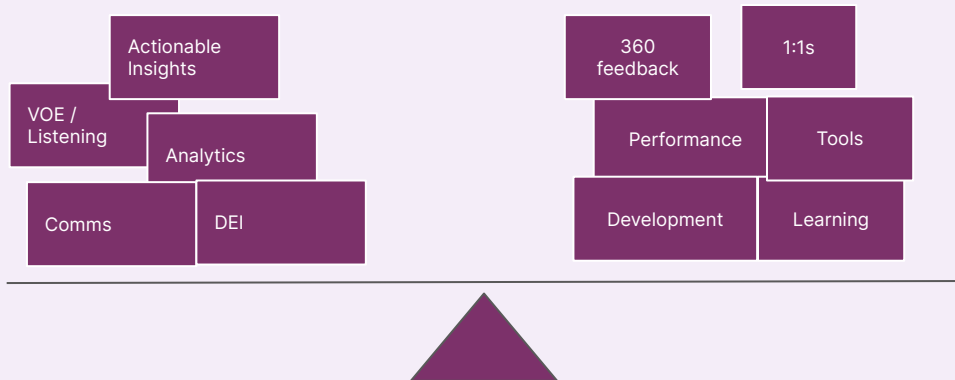 Actionable
Insights
VOE /
Listening
Analytics
Comms
DEI
360
feedback
1:1s
Performance
Tools
Development
Learning